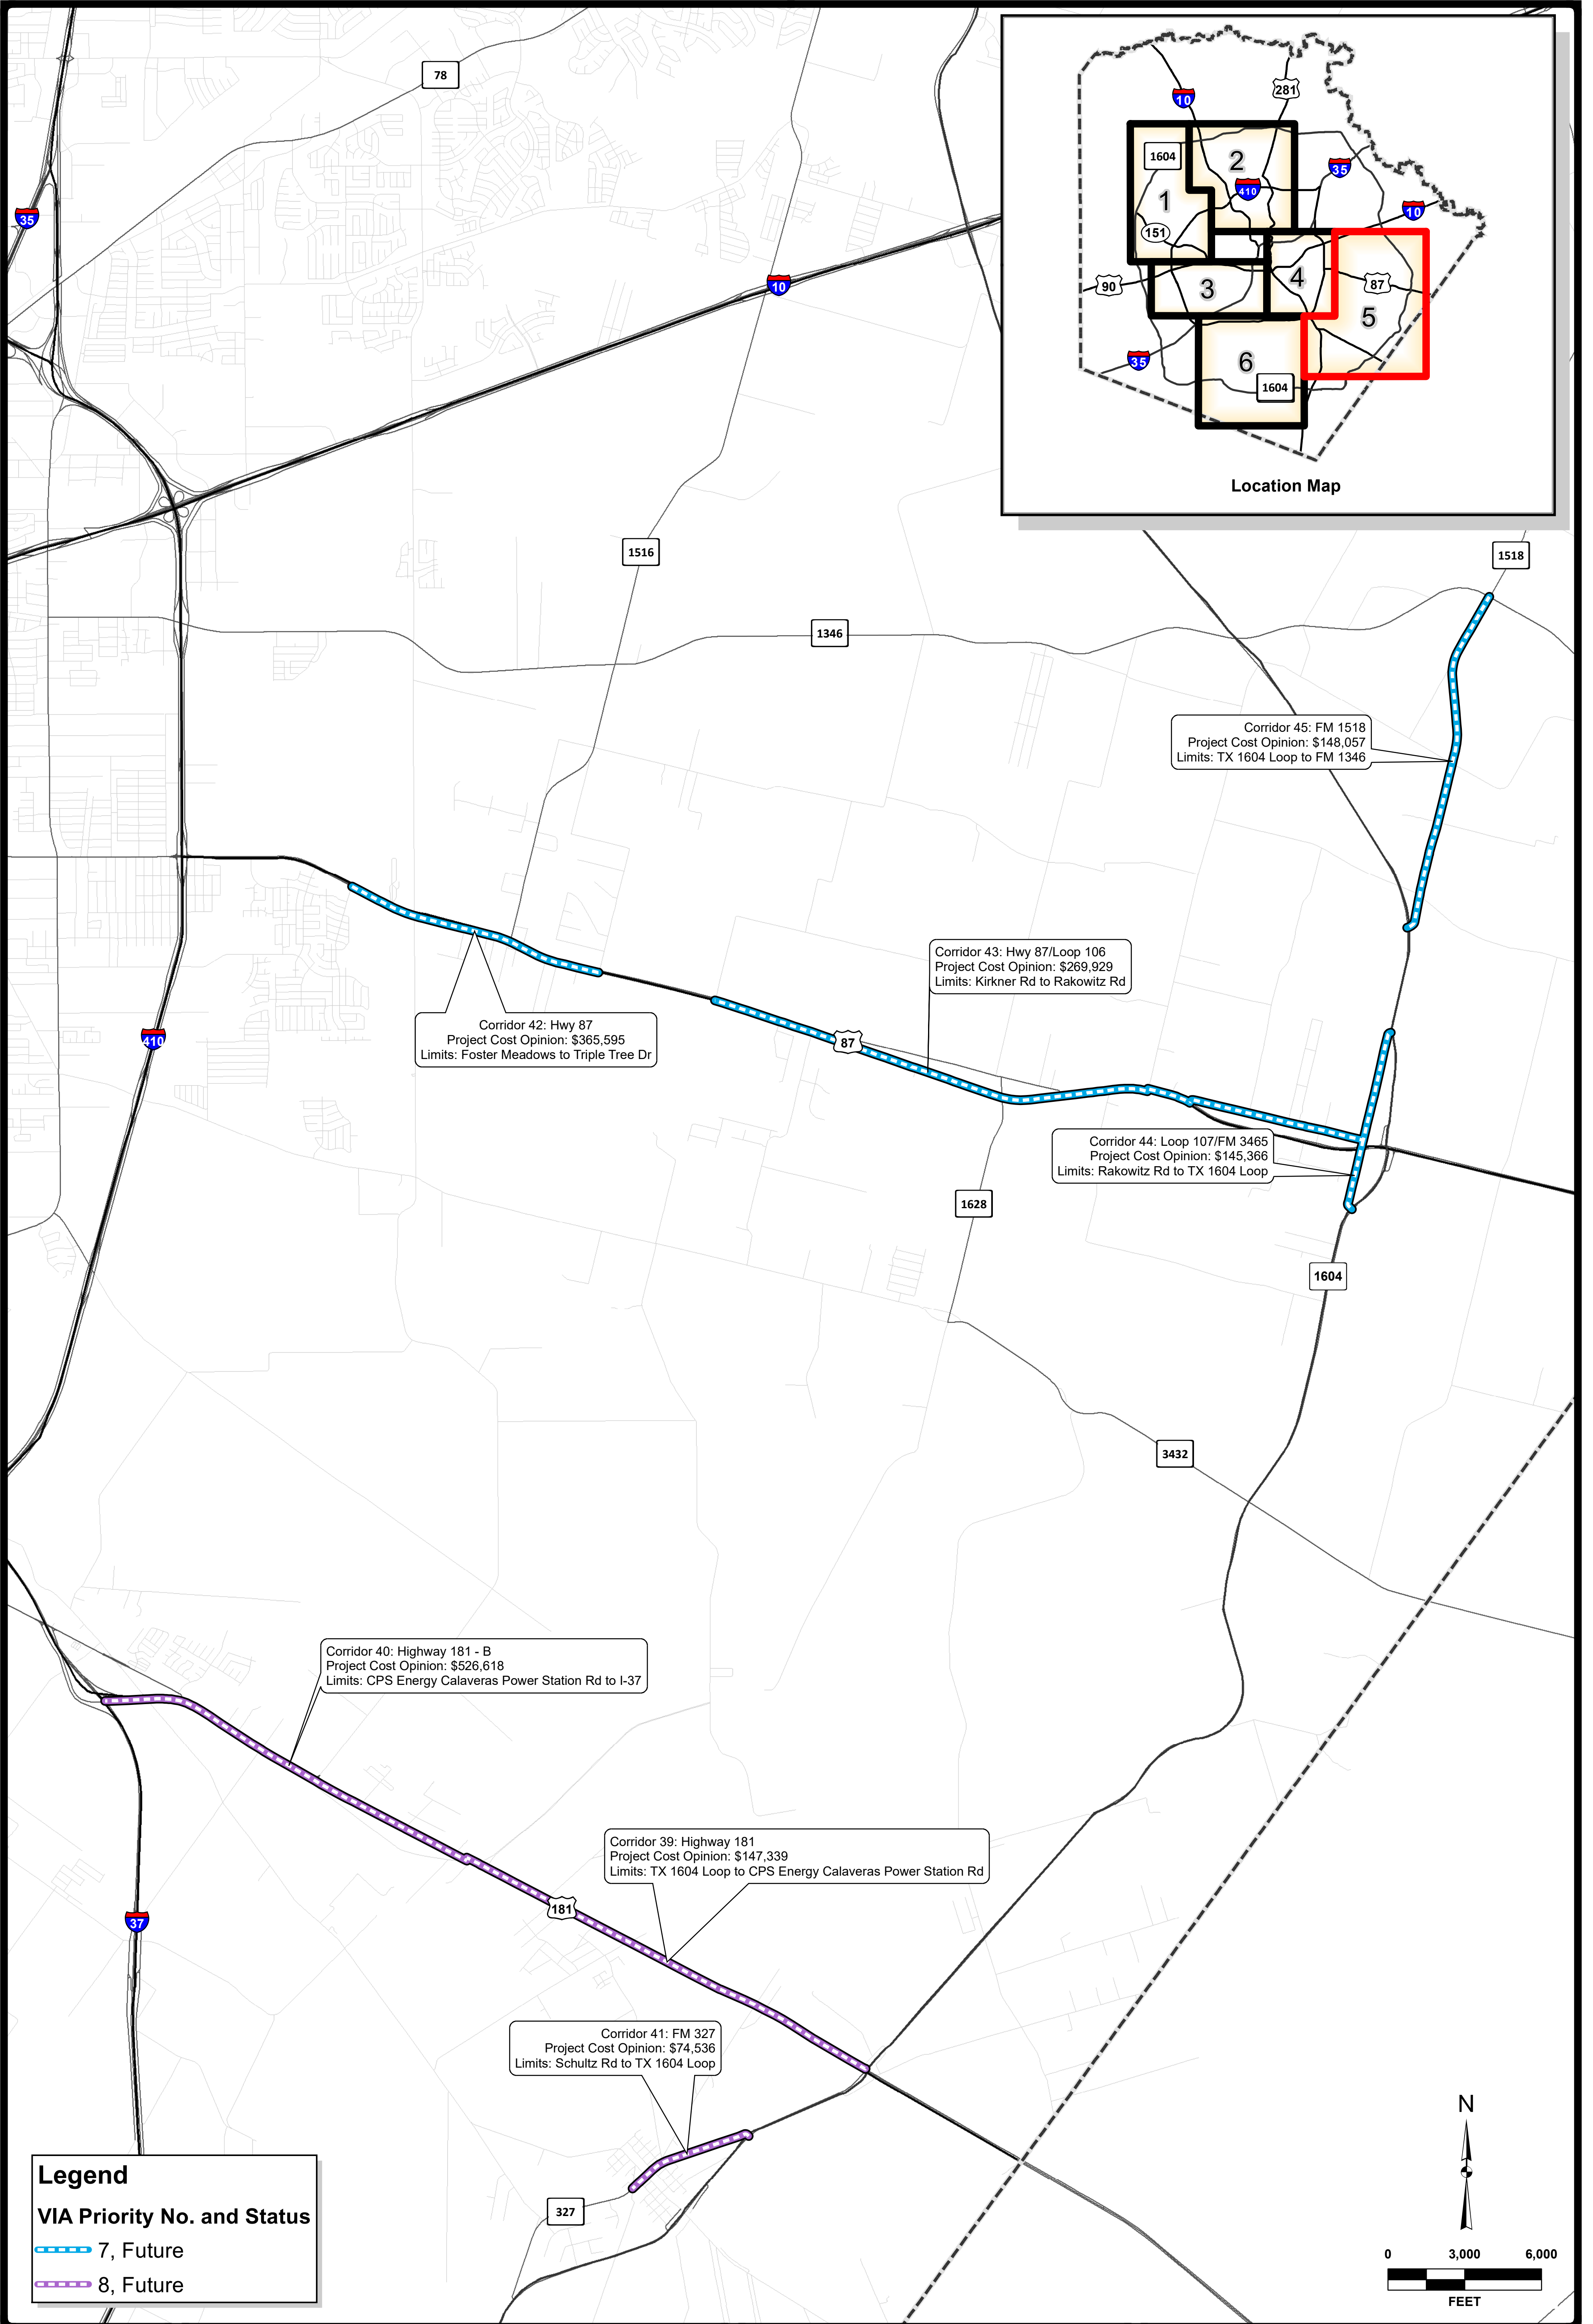 78
35
10
1516
1346
1518
10
281
1604
2
35
410
1
10
151
4
90
3
87
5
35
6
1604
Location Map
Corridor 45: FM 1518
Project Cost Opinion: $148,057
Limits: TX 1604 Loop to FM 1346
Corridor 43: Hwy 87/Loop 106
Project Cost Opinion: $269,929
Limits: Kirkner Rd to Rakowitz Rd
410
Corridor 42: Hwy 87
Project Cost Opinion: $365,595
Limits: Foster Meadows to Triple Tree Dr
87
Corridor 44: Loop 107/FM 3465
Project Cost Opinion: $145,366
Limits: Rakowitz Rd to TX 1604 Loop
1628
1604
3432
Corridor 40: Highway 181 - B
Project Cost Opinion: $526,618
Limits: CPS Energy Calaveras Power Station Rd to I-37
Corridor 39: Highway 181
Project Cost Opinion: $147,339
Limits: TX 1604 Loop to CPS Energy Calaveras Power Station Rd
181
37
Corridor 41: FM 327
Project Cost Opinion: $74,536
Limits: Schultz Rd to TX 1604 Loop
327
Legend
VIA Priority No. and Status
7, Future
8, Future
N
0 3,000 6,000
FEET